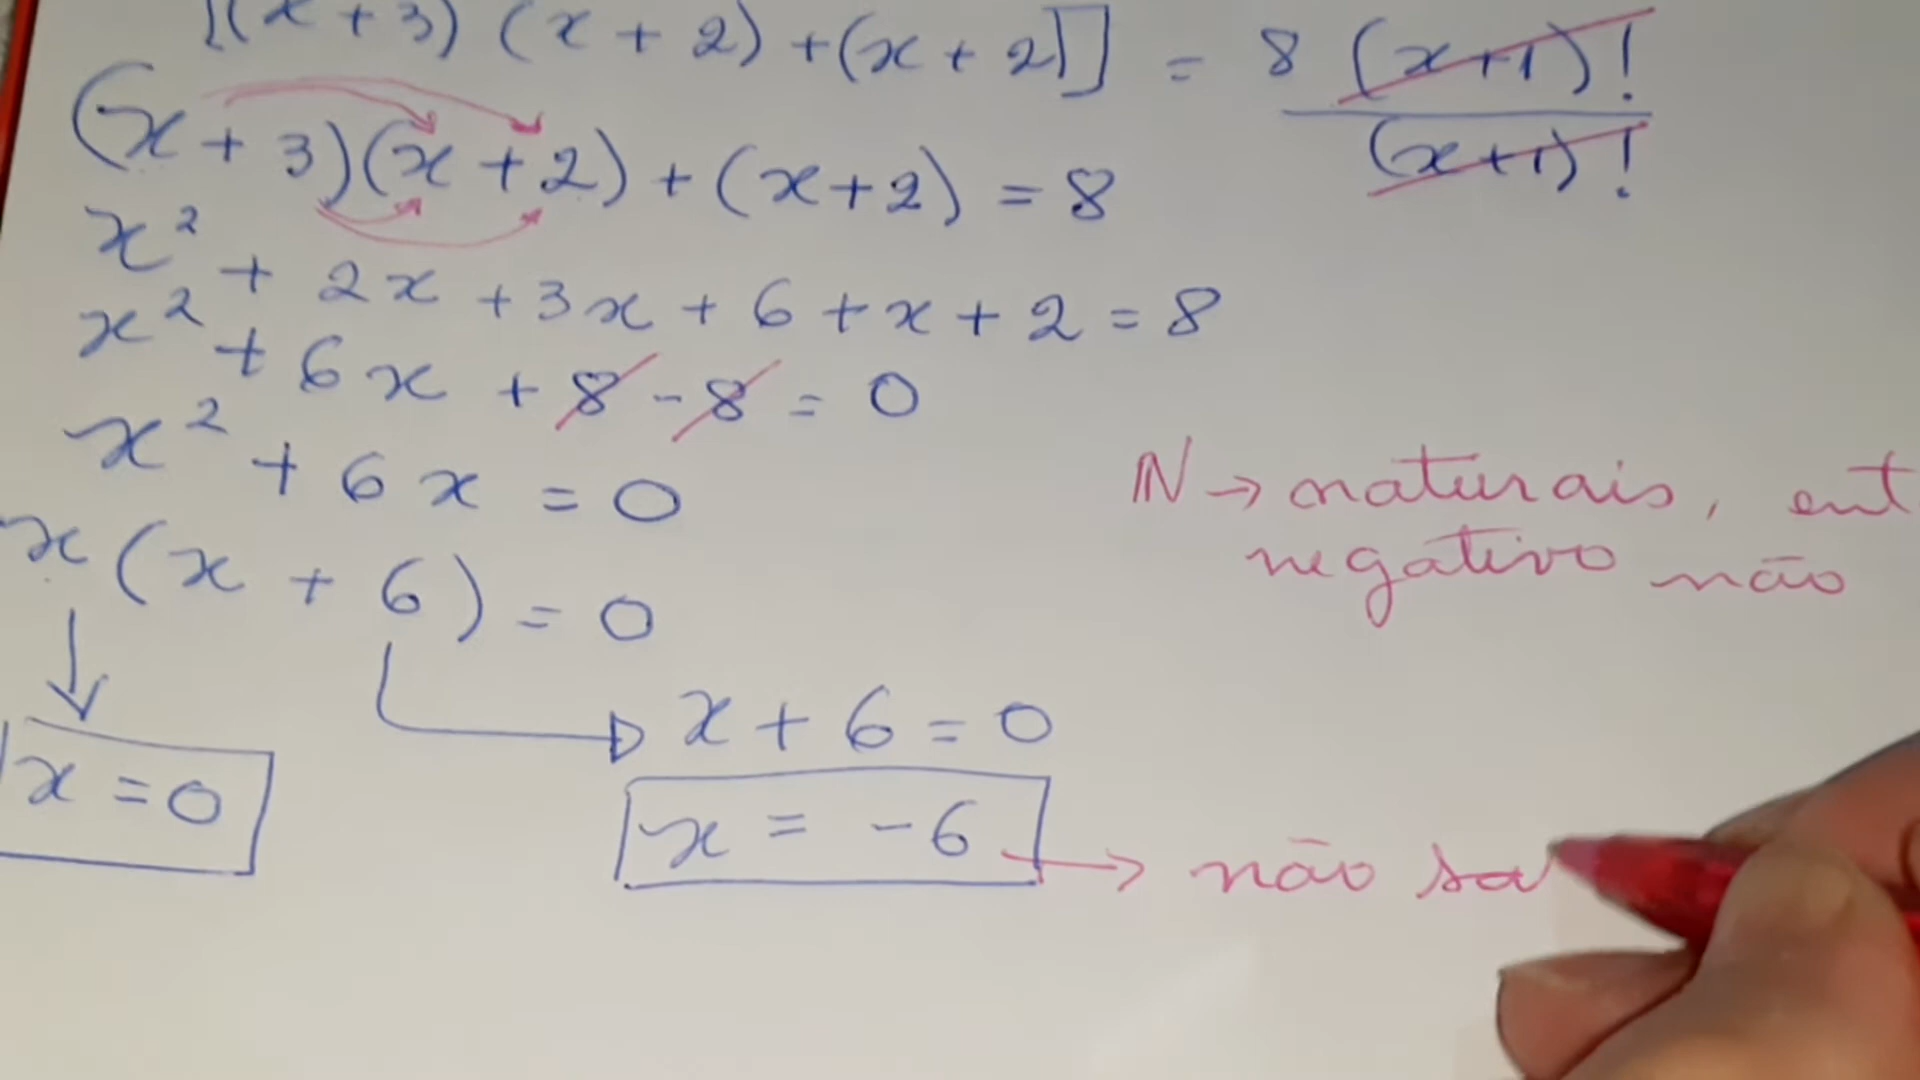 [(x+3) (x+2) +(x+2]] = 8 (x+1)!
(x+1)!
(x+3)(x+2)+(x+2)=8
x²+2x+3x+6+x+2=8
x²+6x+8-8=0
x²+6x=0
x(x+6)=0
x=0
x+6=0
x=-6
→ não
ℕ → naturais,
negativo não